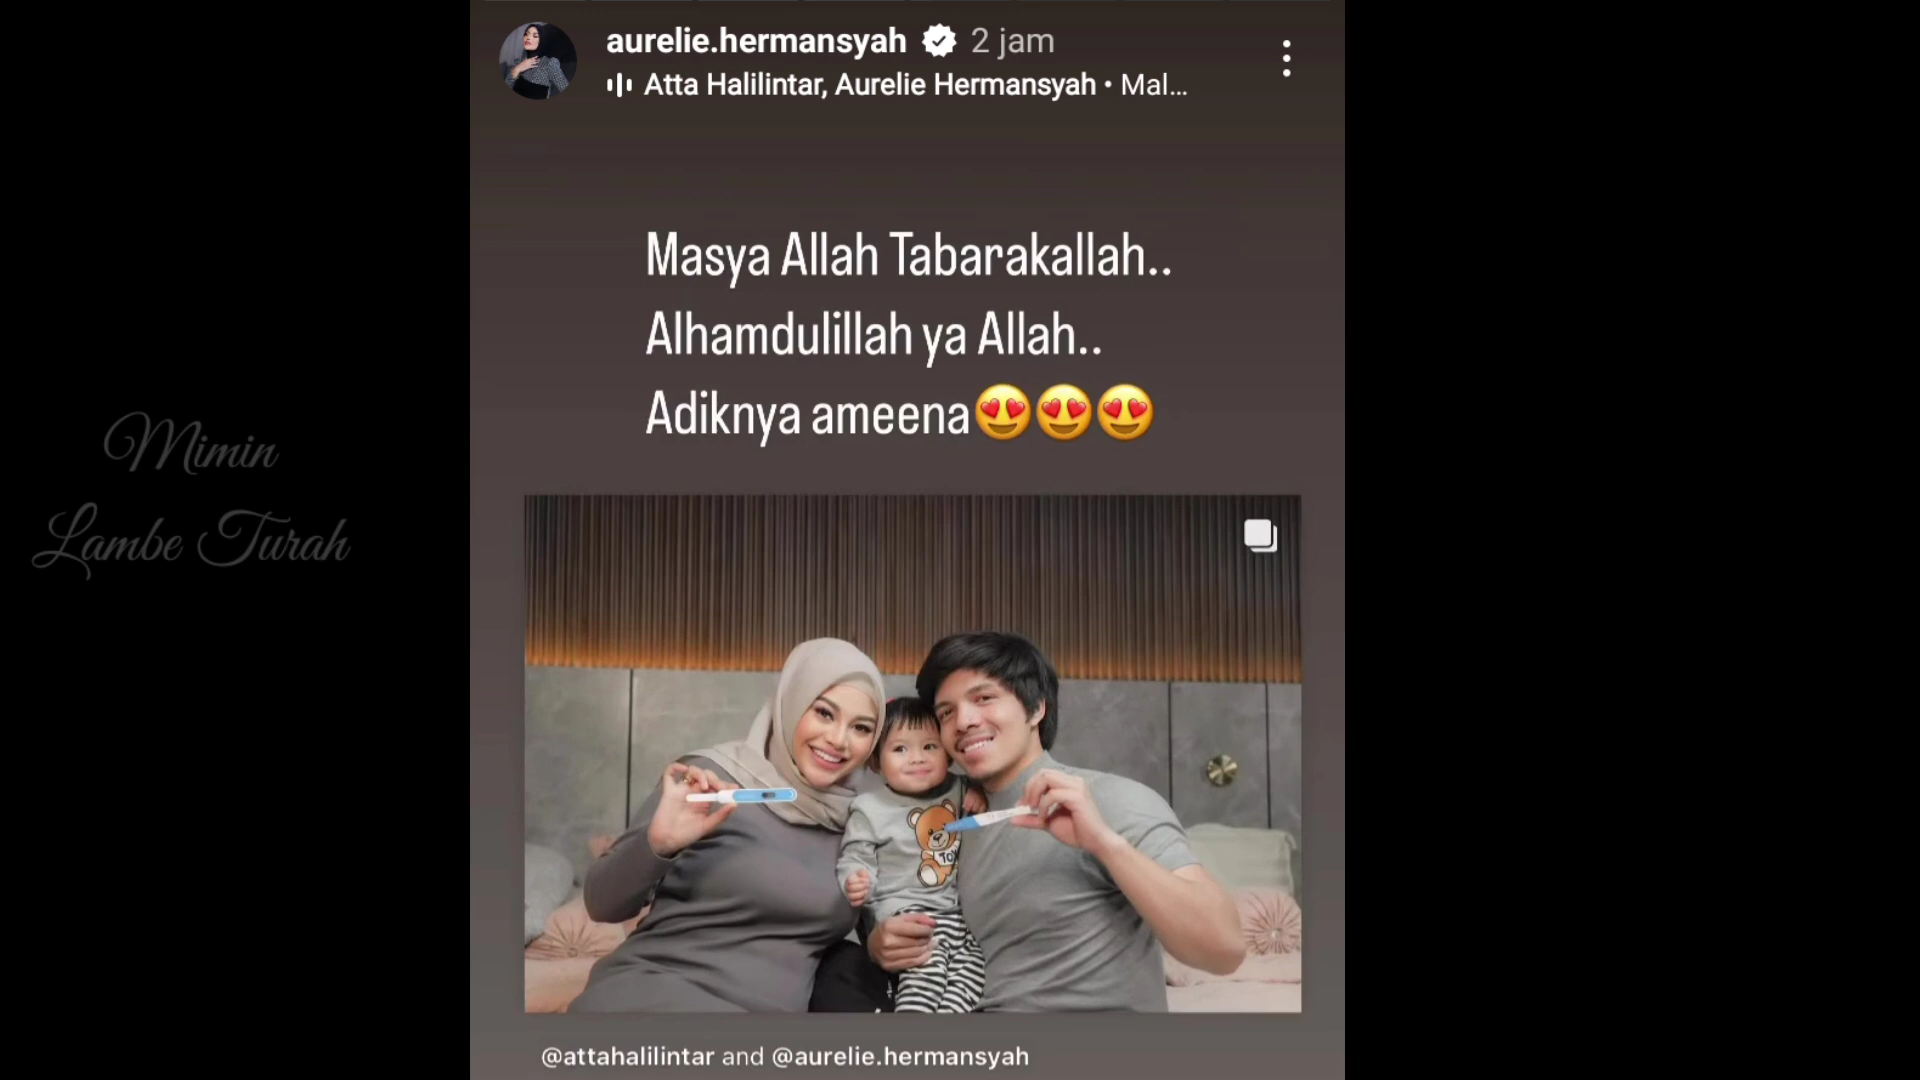 aurelie.hermansyah 2 jam
Atta Halilintar, Aurelie Hermansyah • Mal...
Masya Allah Tabarakallah..
Alhamdulillah ya Allah..
Adiknya ameena😍😍😍
Mimin
Lambe Turah
TOY
@attahalilintar and @aurelie.hermansyah